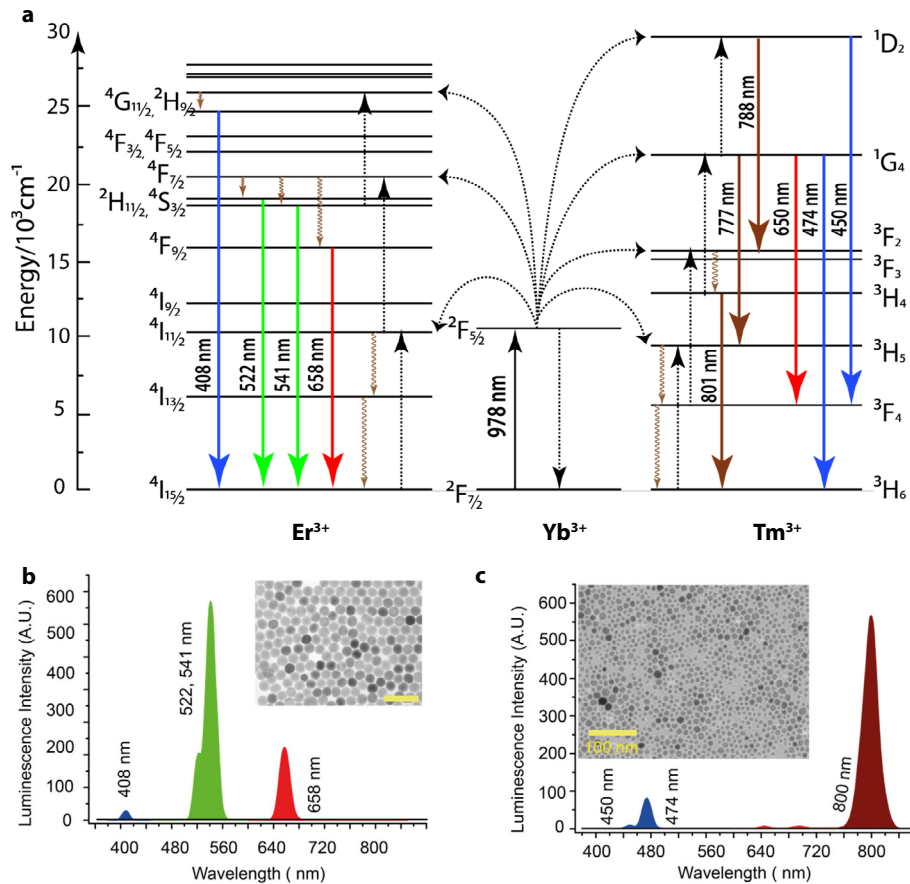 a
Energy/10³cm⁻¹
30
25
20
15
10
5
0
⁴G₁₁/₂, ²H₉/₂
⁴F₃/₂, ⁴F₅/₂
⁴F₇/₂
²H₁₁/₂, ⁴S₃/₂
⁴F₉/₂
⁴I₉/₂
⁴I₁₁/₂
⁴I₁₃/₂
⁴I₁₅/₂
408 nm
522 nm
541 nm
658 nm
Er³⁺
²F₅/₂
978 nm
²F₇/₂
Yb³⁺
788 nm
777 nm
650 nm
474 nm
450 nm
801 nm
¹D₂
¹G₄
³F₂
³F₃
³H₄
³H₅
³F₄
³H₆
Tm³⁺
b
Luminescence Intensity (A.U.)
600
500
400
300
200
100
0
408 nm
522, 541 nm
658 nm
400 480 560 640 720 800
Wavelength ( nm)
c
Luminescence Intensity (A.U.)
600
500
400
300
200
100
0
100 nm
450 nm
474 nm
800 nm
400 480 560 640 720 800
Wavelength ( nm)